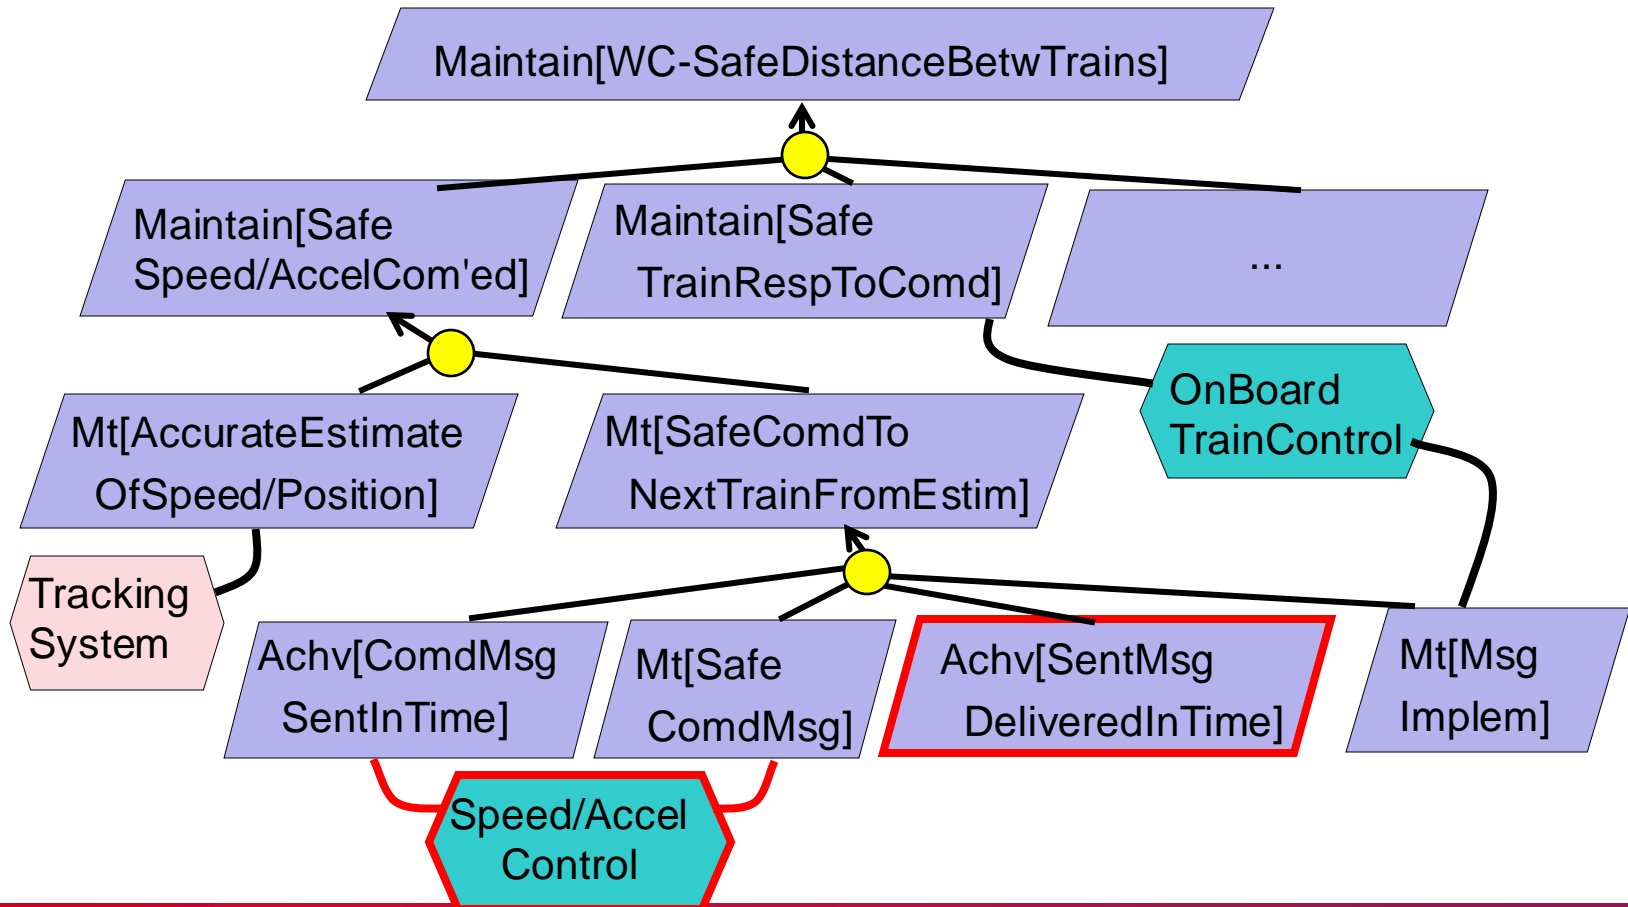 Maintain[WC-SafeDistanceBetwTrains]
Maintain[Safe
Speed/AccelCom'ed]
Maintain[Safe
TrainRespToComd]
...
OnBoard
TrainControl
Mt[AccurateEstimate
OfSpeed/Position]
Mt[SafeComdTo
NextTrainFromEstim]
Tracking
System
Achv[ComdMsg
SentInTime]
Mt[Safe
ComdMsg]
Achv[SentMsg
DeliveredInTime]
Mt[Msg
Implem]
Speed/Accel
Control